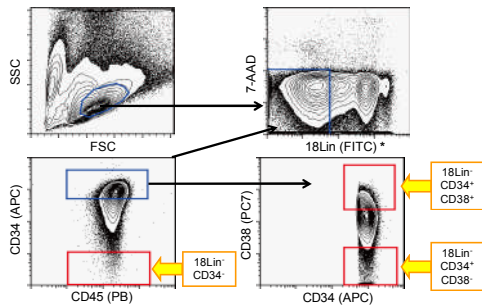 SSC
FSC
7-AAD
18Lin (FITC) *
CD34 (APC)
CD45 (PB)
18Lin⁻
CD34⁻
CD38 (PC7)
CD34 (APC)
18Lin⁻
CD34⁺
CD38⁺
18Lin⁻
CD34⁺
CD38⁻